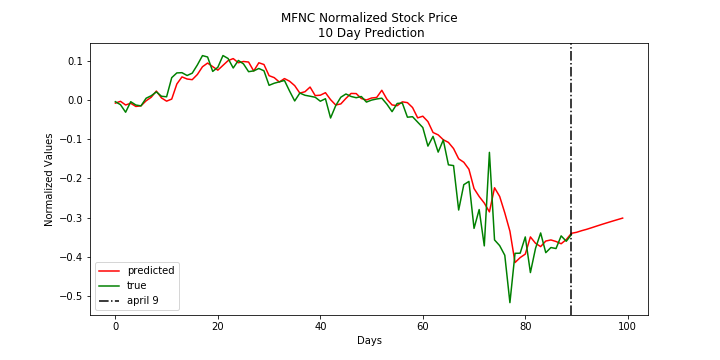 MFNC Normalized Stock Price
10 Day Prediction
0.1
0.0
−0.1
−0.2
−0.3
−0.4
−0.5
Normalized Values
predicted
true
april 9
0 20 40 60 80 100
Days